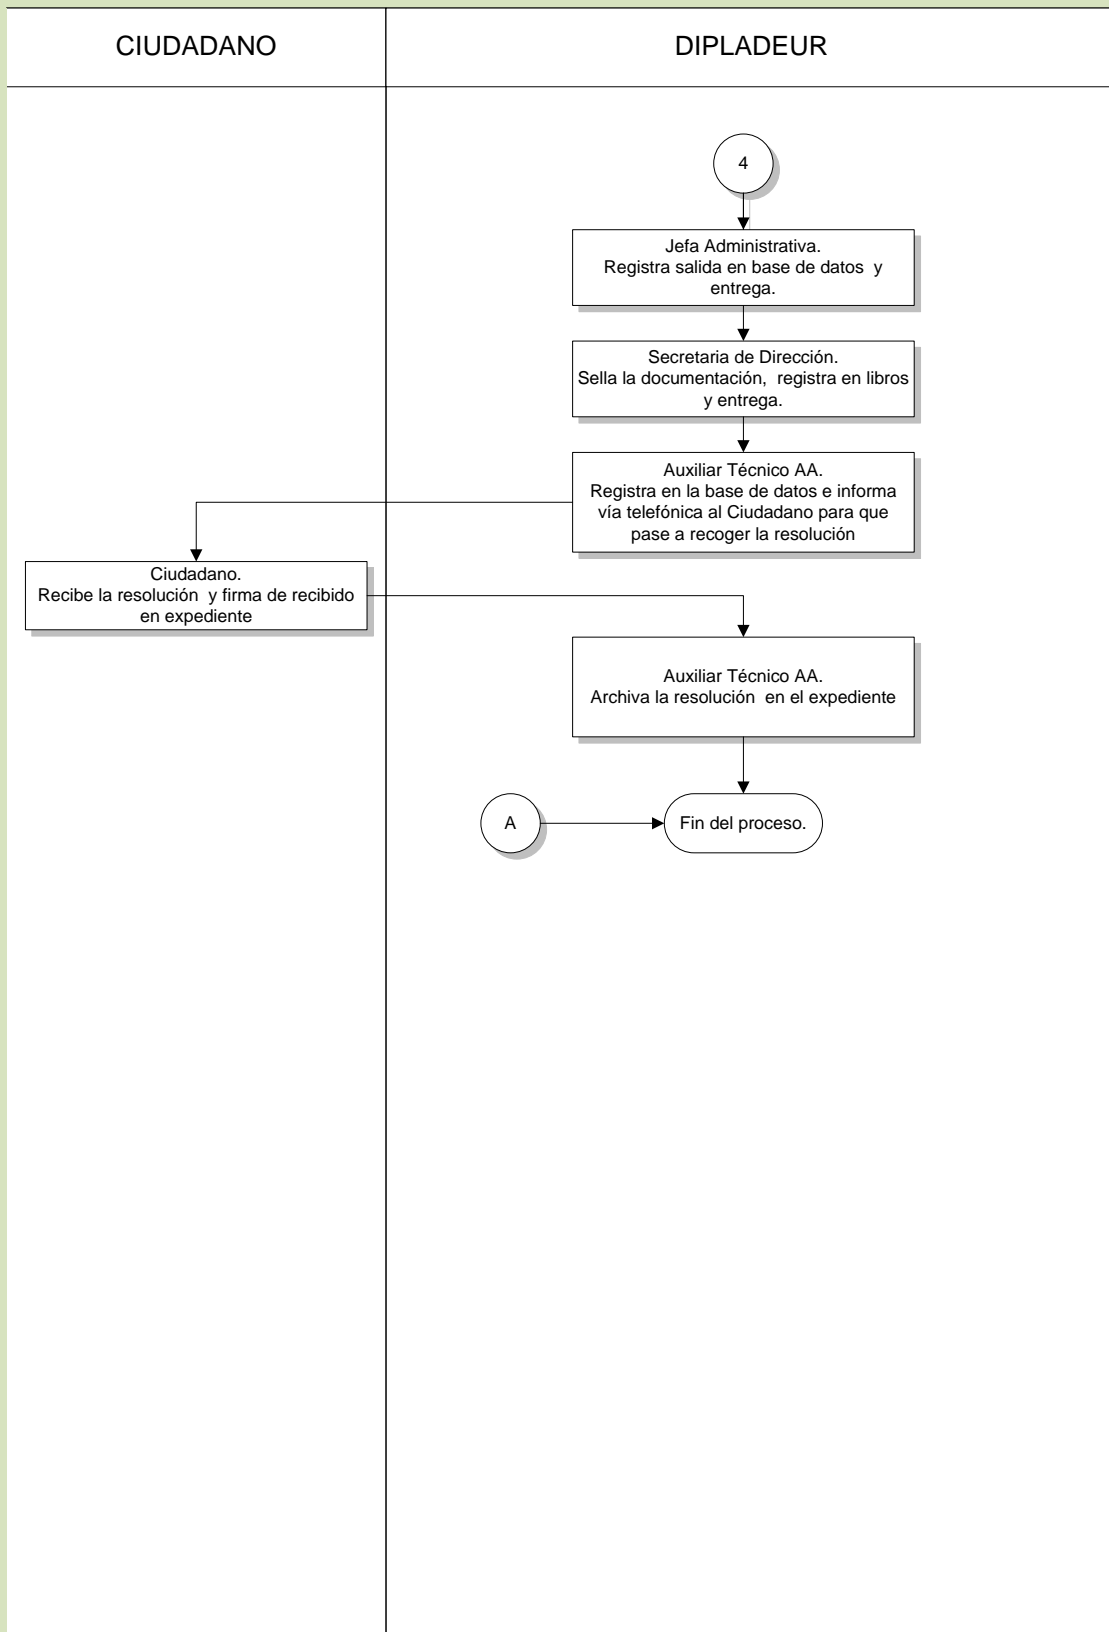 CIUDADANO
DIPLADEUR
4
Jefa Administrativa.
Registra salida en base de datos y
entrega.
Secretaria de Dirección.
Sella la documentación, registra en libros
y entrega.
Auxiliar Técnico AA.
Registra en la base de datos e informa
vía telefónica al Ciudadano para que
pase a recoger la resolución
Ciudadano.
Recibe la resolución y firma de recibido
en expediente
Auxiliar Técnico AA.
Archiva la resolución en el expediente
A
Fin del proceso.